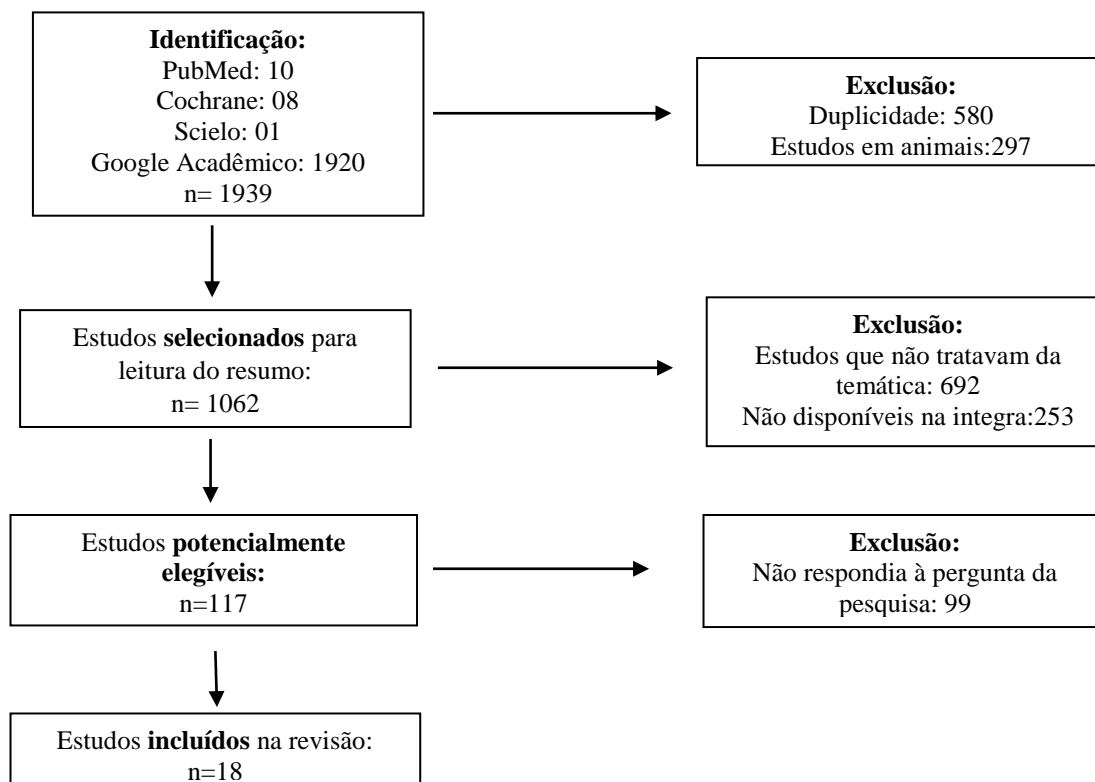 Identificação:
PubMed: 10
Cochrane: 08
Scielo: 01
Google Acadêmico: 1920
n= 1939
Exclusão:
Duplicidade: 580
Estudos em animais:297
Estudos selecionados para
leitura do resumo:
n= 1062
Exclusão:
Estudos que não tratavam da
temática: 692
Não disponíveis na integra:253
Estudos potencialmente
elegíveis:
n=117
Exclusão:
Não respondia à pergunta da
pesquisa: 99
Estudos incluídos na revisão:
n=18